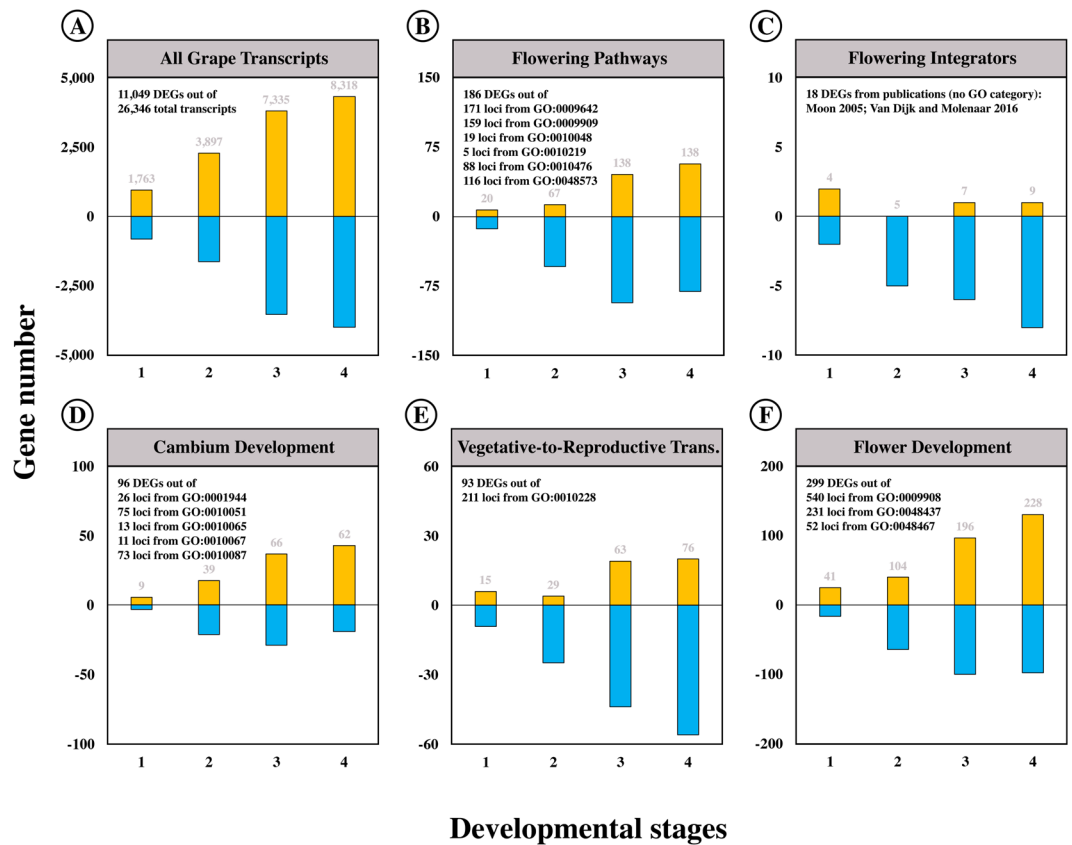 A
All Grape Transcripts
5,000
2,500
0
-2,500
-5,000
11,049 DEGs out of
26,346 total transcripts
1,763
3,897
7,335
8,318
1 2 3 4
B
Flowering Pathways
150
75
0
-75
-150
186 DEGs out of
171 loci from GO:0009642
159 loci from GO:0009909
19 loci from GO:0010048
5 loci from GO:0010219
88 loci from GO:0010476
116 loci from GO:0048573
20
67
138
138
1 2 3 4
C
Flowering Integrators
10
5
0
-5
-10
18 DEGs from publications (no GO category):
Moon 2005; Van Dijk and Molenaar 2016
4
5
7
9
1 2 3 4
Gene number
D
Cambium Development
100
50
0
-50
-100
96 DEGs out of
26 loci from GO:0001944
75 loci from GO:0010051
13 loci from GO:0010065
11 loci from GO:0010067
73 loci from GO:0010087
9
39
66
62
1 2 3 4
E
Vegetative-to-Reproductive Trans.
60
30
0
-30
-60
93 DEGs out of
211 loci from GO:0010228
15
29
63
76
1 2 3 4
F
Flower Development
200
100
0
-100
-200
299 DEGs out of
540 loci from GO:0009908
231 loci from GO:0048437
52 loci from GO:0048467
41
104
196
228
1 2 3 4
Developmental stages